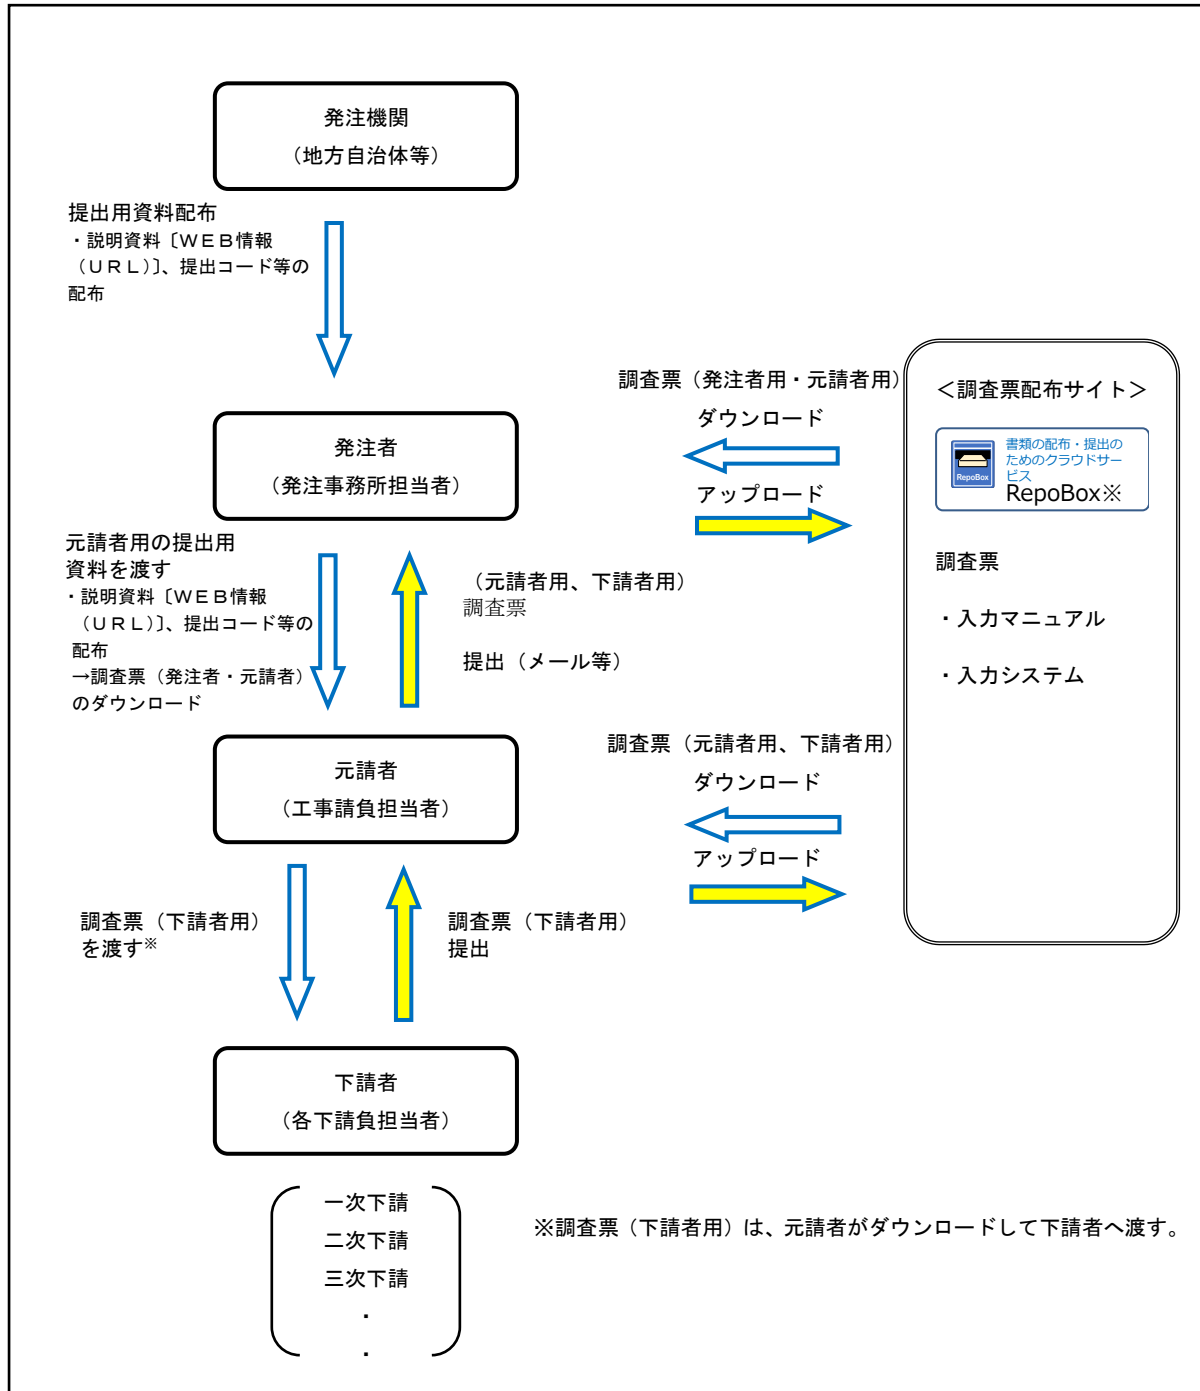 発注機関
（地方自治体等）
提出用資料配布
・説明資料〔ＷＥＢ情報
（ＵＲＬ）〕、提出コード等の
配布
発注者
（発注事務所担当者）
調査票（発注者用・元請者用）
ダウンロード
アップロード
＜調査票配布サイト＞
RepoBox
書類の配布・提出の
ためのクラウドサー
ビス
RepoBox※
調査票
・入力マニュアル
・入力システム
元請者用の提出用
資料を渡す
・説明資料〔ＷＥＢ情報
（ＵＲＬ）〕、提出コード等の
配布
→調査票（発注者・元請者）
のダウンロード
（元請者用、下請者用）
調査票
提出（メール等）
元請者
（工事請負担当者）
調査票（元請者用、下請者用）
ダウンロード
アップロード
調査票（下請者用）
を渡す※
調査票（下請者用）
提出
下請者
（各下請負担当者）
一次下請
二次下請
三次下請
・
・
※調査票（下請者用）は、元請者がダウンロードして下請者へ渡す。